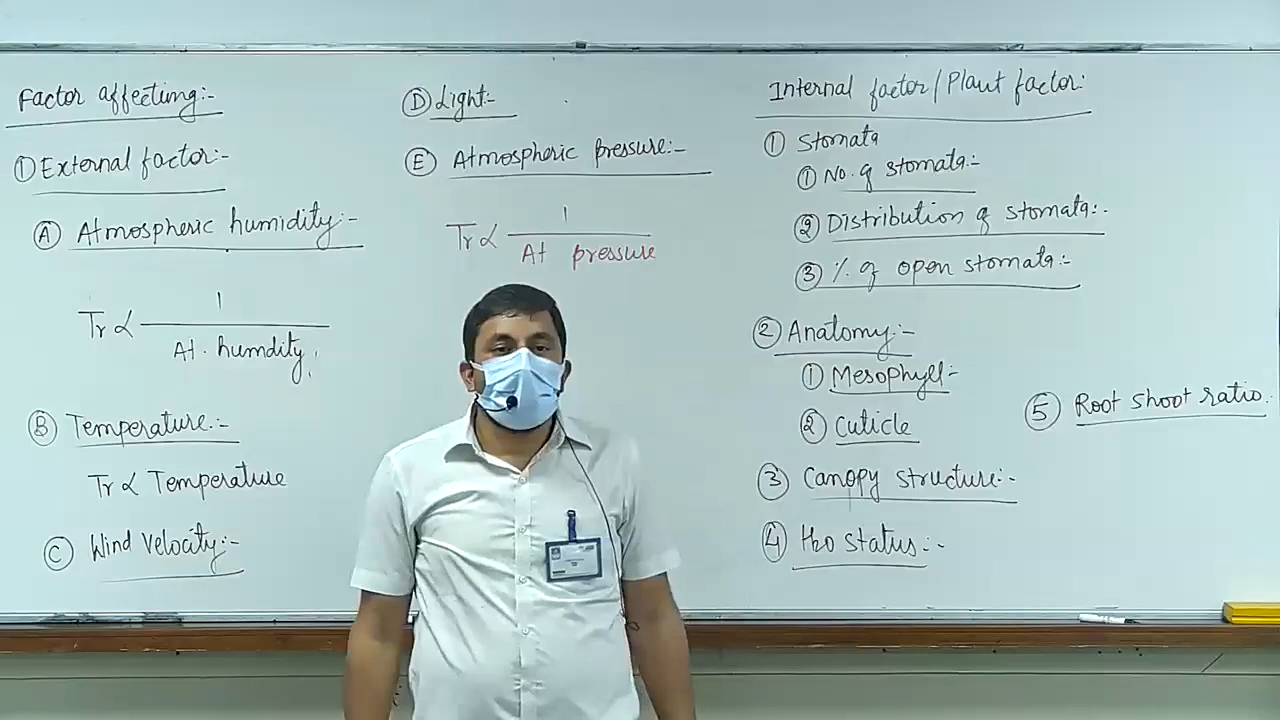 Factor affecting:-
① External factor:-
Ⓐ Atmospheric humidity:-
Tr ∝ 1
At. humdity
Ⓑ Temperature:-
Tr ∝ Temperature
Ⓒ Wind Velocity:-
Ⓓ Light:-
Ⓔ Atmospheric pressure:-
Tr ∝ 1
At pressure
Internal factor/Plant factor:
① Stomata
① No. of stomata:-
② Distribution of stomata:-
③ % of open stomata:-
② Anatomy:-
① Mesophyll-
② Cuticle
③ Canopy structure:-
④ H2O status:-
⑤ Root shoot ratio.